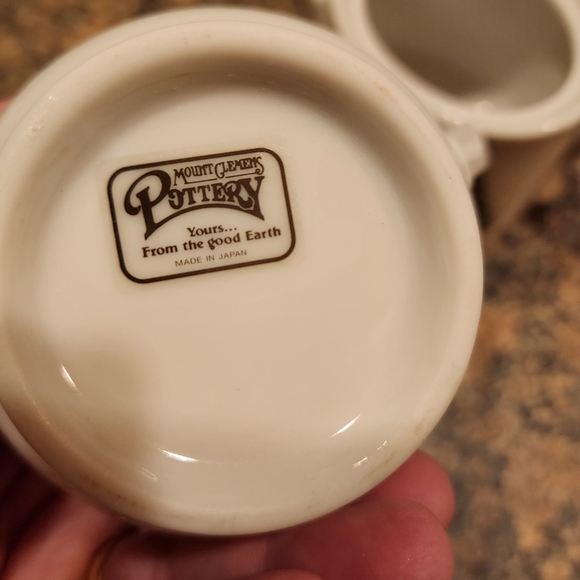 MOUNT CLEMENS
POTTERY
Yours...
From the good Earth
MADE IN JAPAN